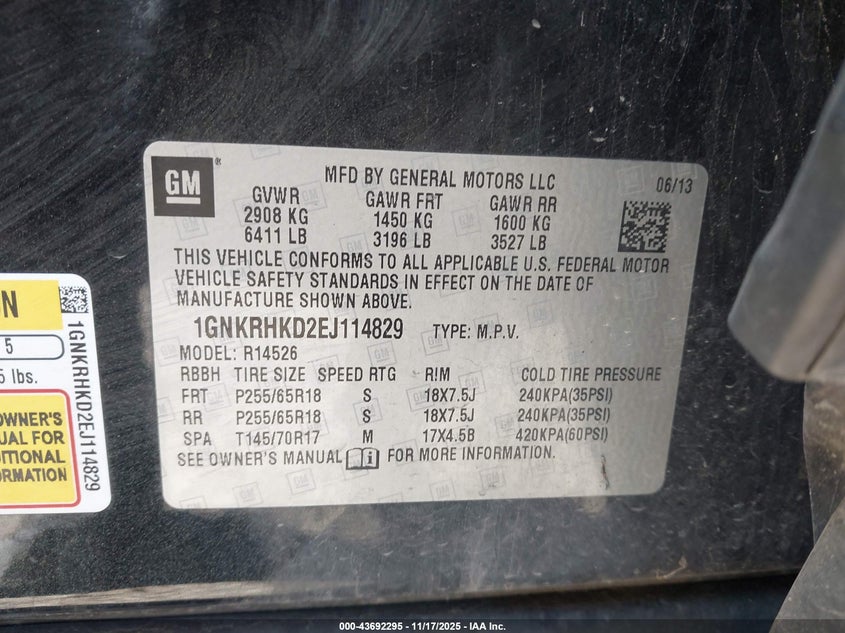 GM
®
MFD BY GENERAL MOTORS LLC
06/13
GVWR GAWR FRT GAWR RR
2908 KG 1450 KG 1600 KG
6411 LB 3196 LB 3527 LB
THIS VEHICLE CONFORMS TO ALL APPLICABLE U.S. FEDERAL MOTOR
VEHICLE SAFETY STANDARDS IN EFFECT ON THE DATE OF
MANUFACTURE SHOWN ABOVE.
1GNKRHKD2EJ114829 TYPE: M.P.V.
MODEL: R14526
RBBH TIRE SIZE SPEED RTG RIM COLD TIRE PRESSURE
FRT P255/65R18 S 18X7.5J 240KPA(35PSI)
RR P255/65R18 S 18X7.5J 240KPA(35PSI)
SPA T145/70R17 M 17X4.5B 420KPA(60PSI)
SEE OWNER'S MANUAL FOR MORE INFORMATION.
5
lbs.
OWNER'S
FOR
1GNKRHKD2EJ114829
000-43692295 - 11/17/2025 - IAA Inc.